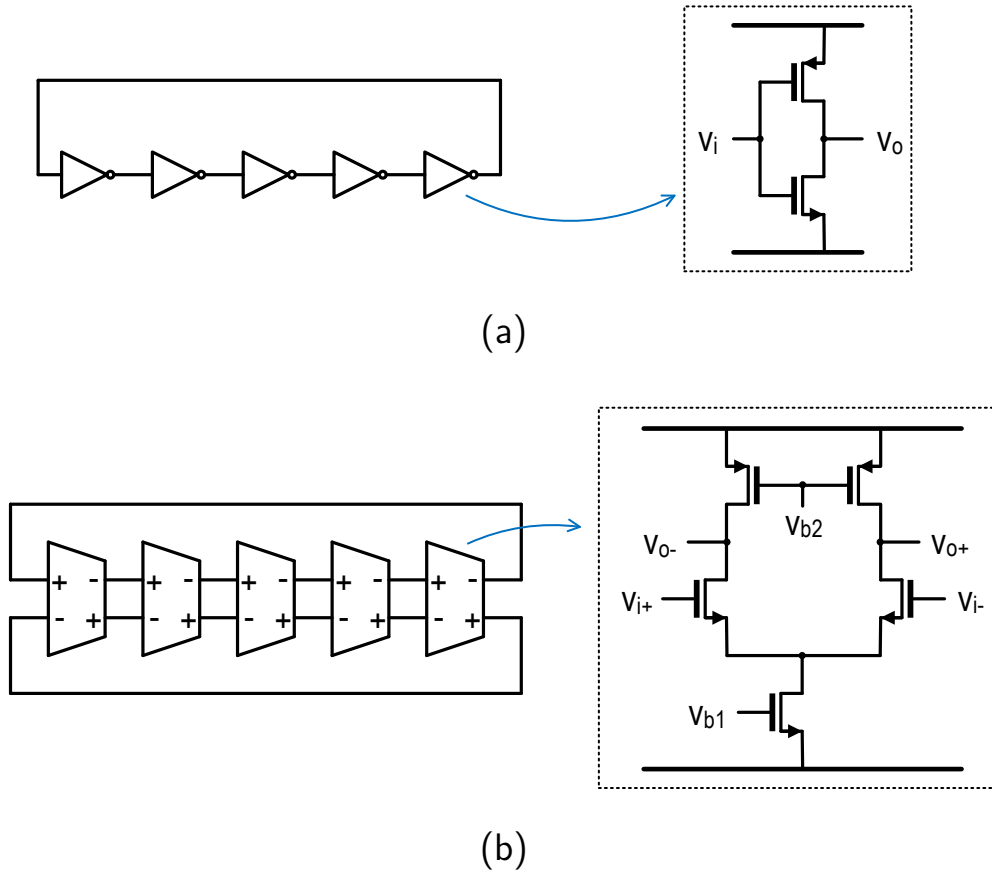 Vi
Vo
(a)
+ - + - + - + - + -
- + - + - + - + - +
Vb2
Vo-
Vo+
Vi+
Vi-
Vb1
(b)